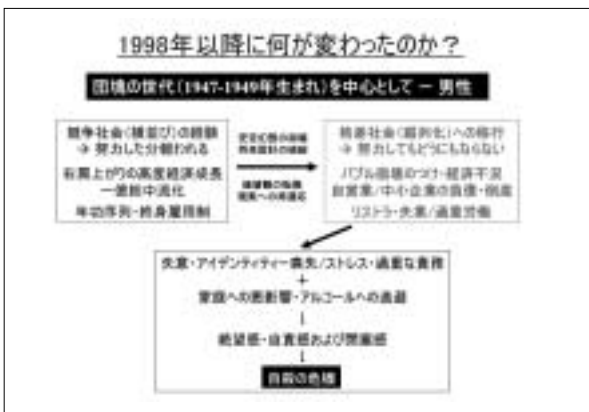 1998年以降に何が変わったのか？
団塊の世代(1947-1949年生まれ)を中心として ー 男性
競争社会(横並び)の経験
→ 努力した分報われる
右肩上がりの高度経済成長
一億総中流化
年功序列・終身雇用制
格差社会(序列化)への移行
→ 努力してもどうにもならない
バブル崩壊のつけ・経済不況
自営業/中小企業の負債・倒産
リストラ・失業/過重労働
失意・アイデンティティー喪失/ストレス・過重な責務
+
家庭への悪影響・アルコールへの逃避
絶望感・自責感および閉塞感
自殺の危機